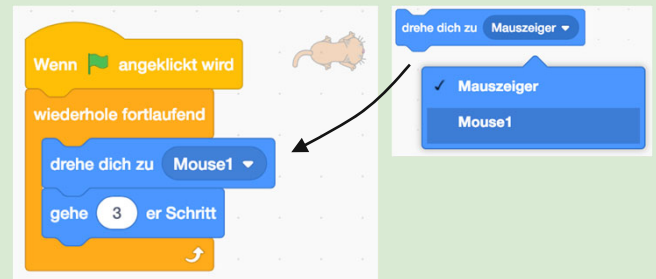 Wenn angeklickt wird
wiederhole fortlaufend
drehe dich zu Mouse1
gehe 3 er Schritt
drehe dich zu Mauszeiger
✓ Mauszeiger
Mouse1